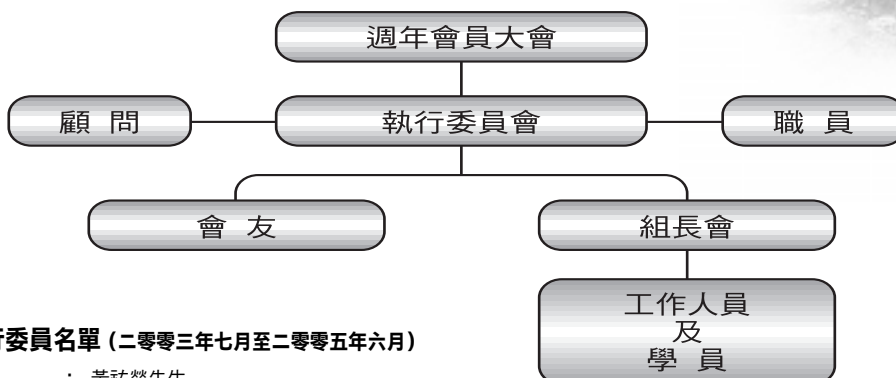 週年會員大會
顧 問
執行委員會
職 員
會 友
組長會
工作人員
及
學 員
行委員名單 (二零零三年七月至二零零五年六月)
：